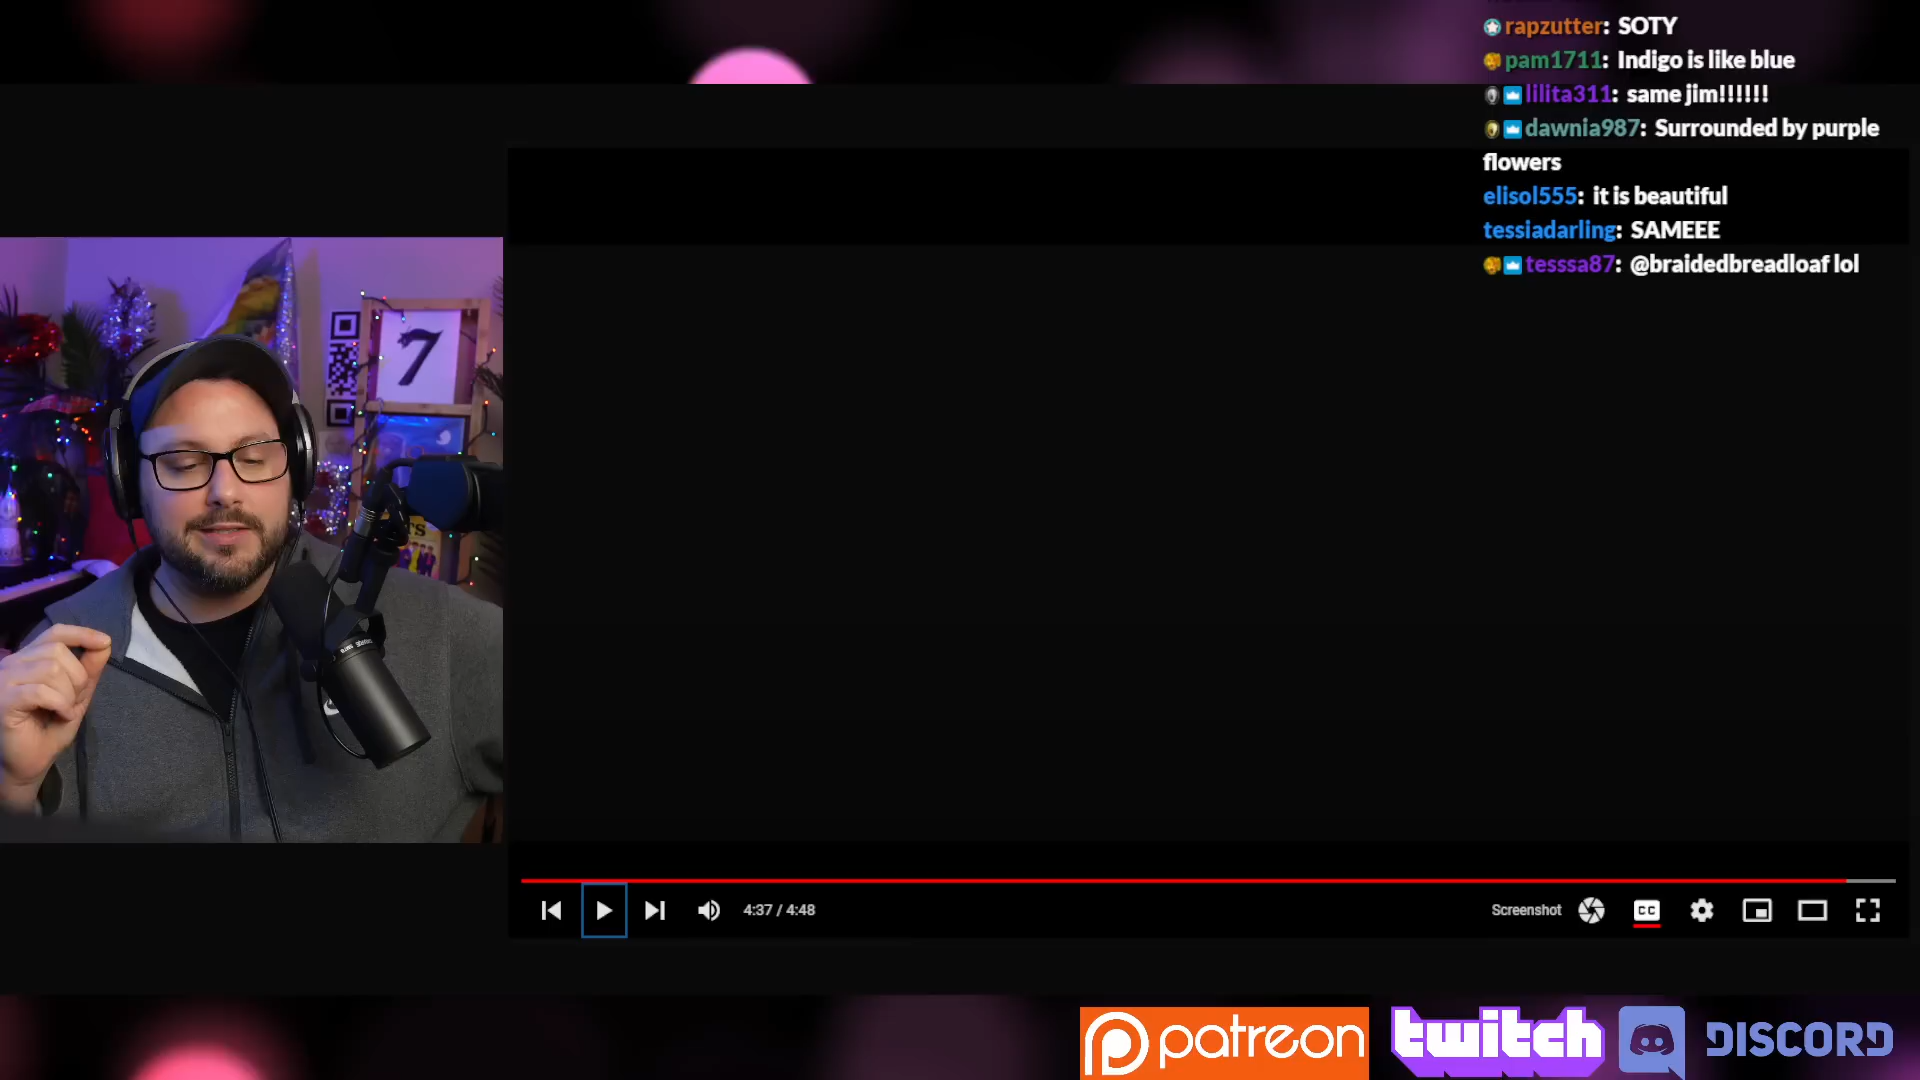 rapzutter: SOTY
pam1711: Indigo is like blue
lilita311: same jim!!!!!!
dawnia987: Surrounded by purple
flowers
elisol555: it is beautiful
tessiadarling: SAMEEE
tesssa87: @braidedbreadloaf lol
7
TS
4:37 / 4:48
Screenshot
CC
patreon
twitch
DISCORD